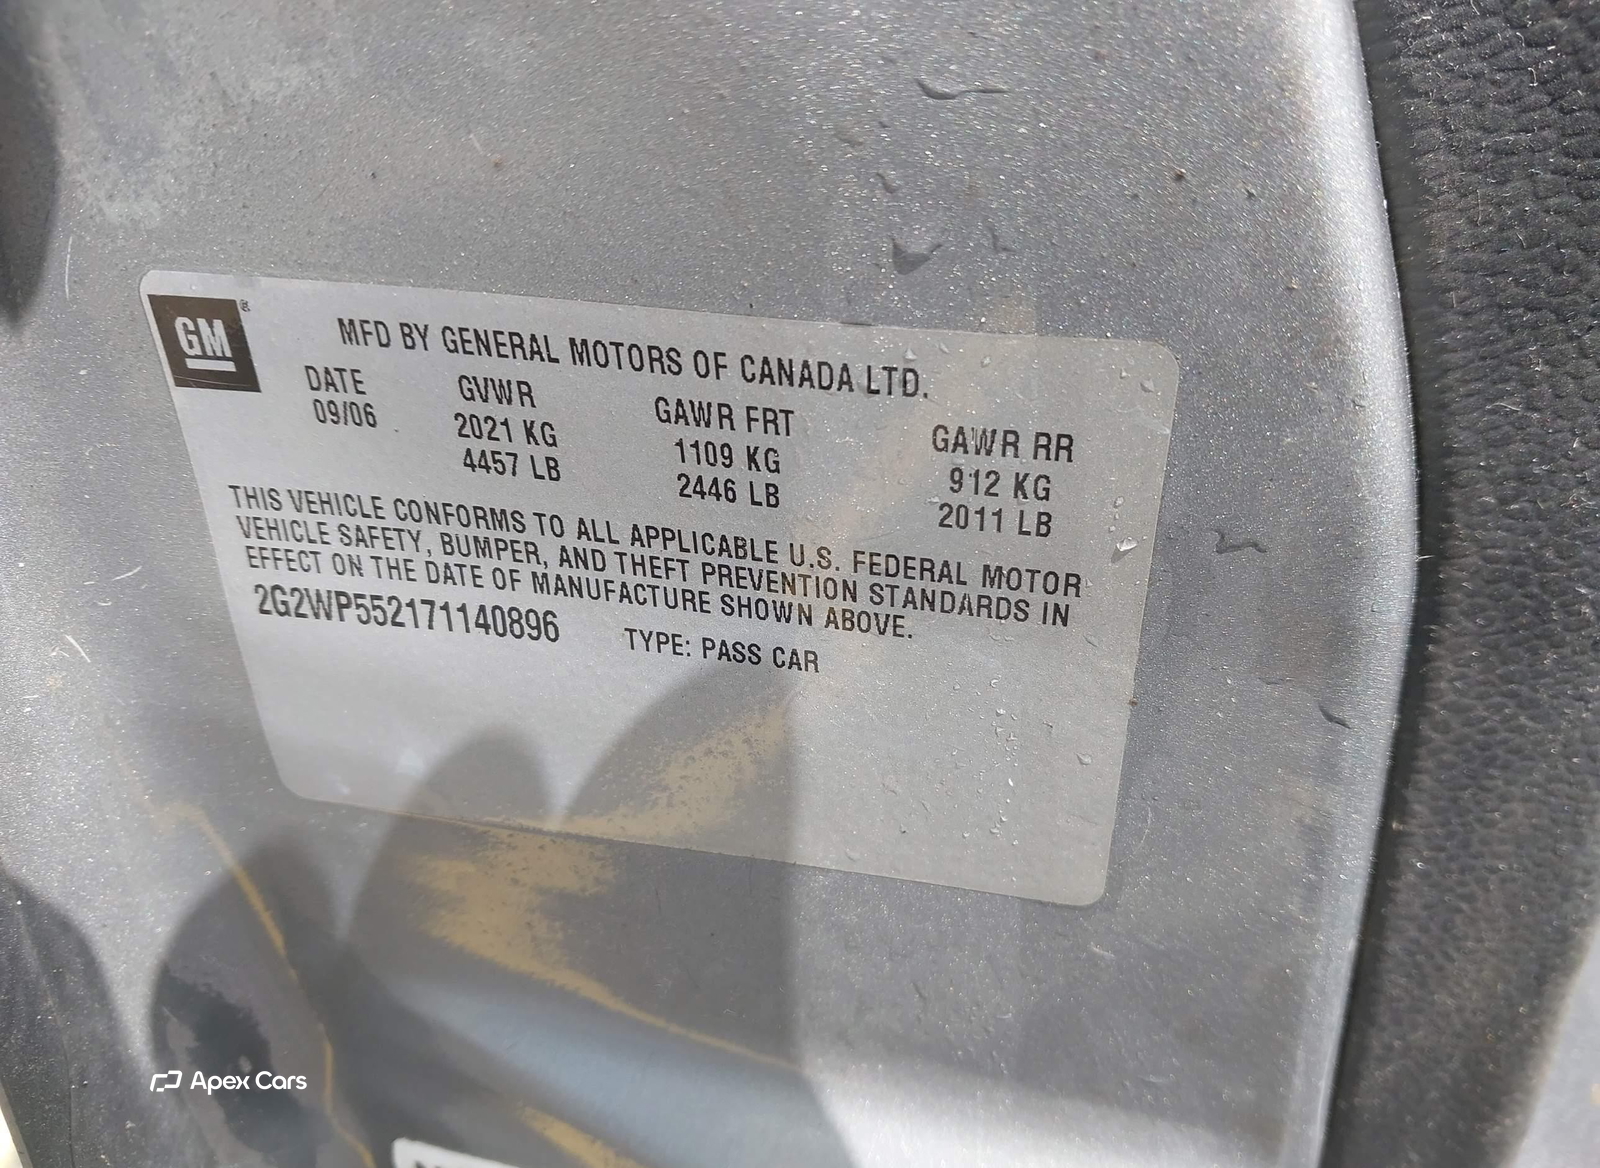 GM®
MFD BY GENERAL MOTORS OF CANADA LTD.
DATE GVWR GAWR FRT GAWR RR
09/06 2021 KG 1109 KG 912 KG
4457 LB 2446 LB 2011 LB
THIS VEHICLE CONFORMS TO ALL APPLICABLE U.S. FEDERAL MOTOR
VEHICLE SAFETY, BUMPER, AND THEFT PREVENTION STANDARDS IN
EFFECT ON THE DATE OF MANUFACTURE SHOWN ABOVE.
2G2WP552171140896 TYPE: PASS CAR
Apex Cars